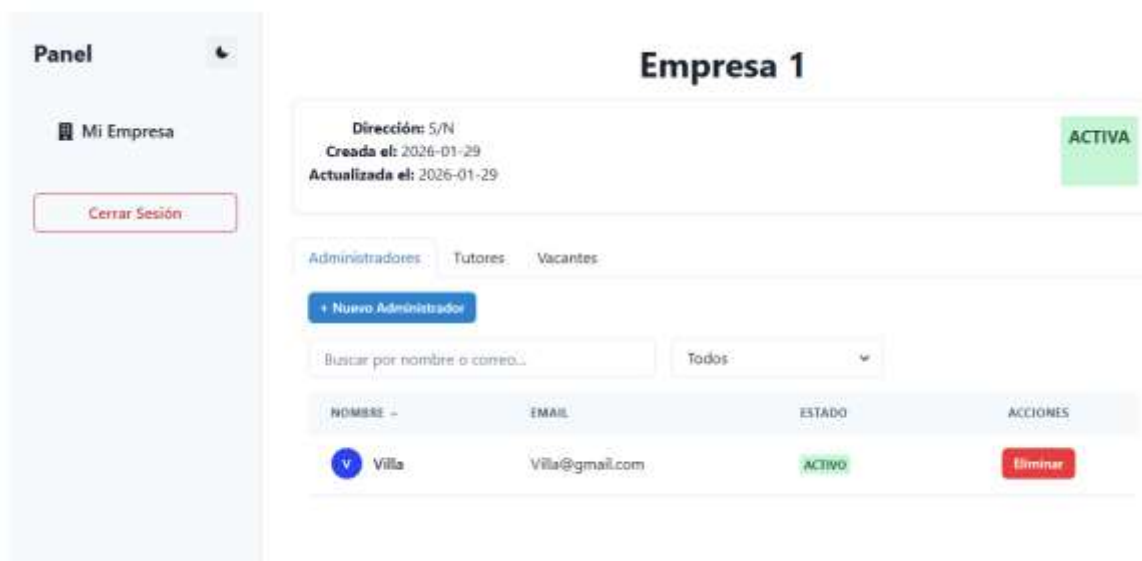 Panel
Empresa 1
Mi Empresa
Dirección: S/N
Creada el: 2026-01-29
Actualizada el: 2026-01-29
ACTIVA
Cerrar Sesión
Administradores Tutores Vacantes
+ Nuevo Administrador
Buscar por nombre o correo...
Todos
NOMBRE EMAIL ESTADO ACCIONES
V Villa Villa@gmail.com ACTIVO Eliminar